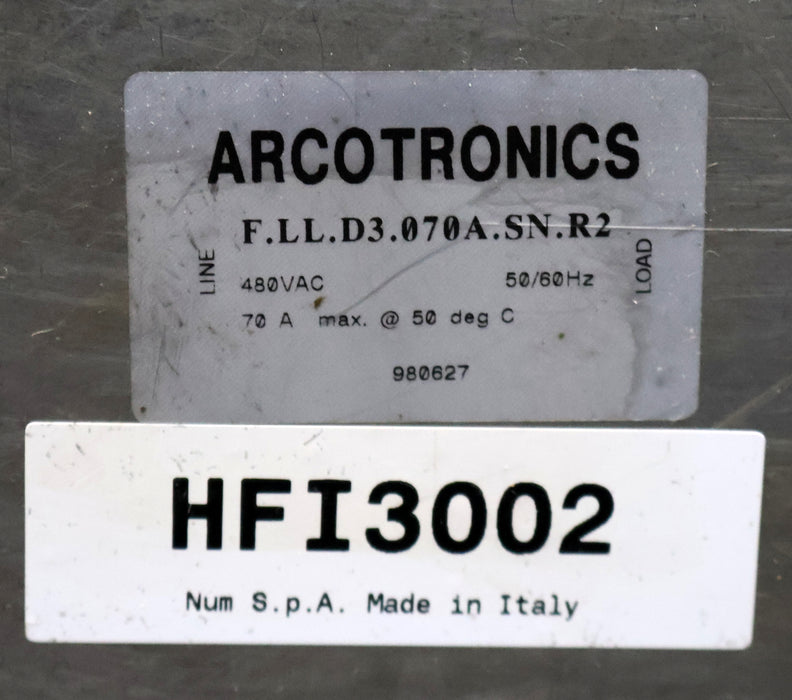 ARCOTRONICS
F.LL.D3.070A.SN.R2
LINE
480VAC 50/60Hz
LOAD
70 A max. @ 50 deg C
980627
HFI3002
Num S.p.A. Made in Italy